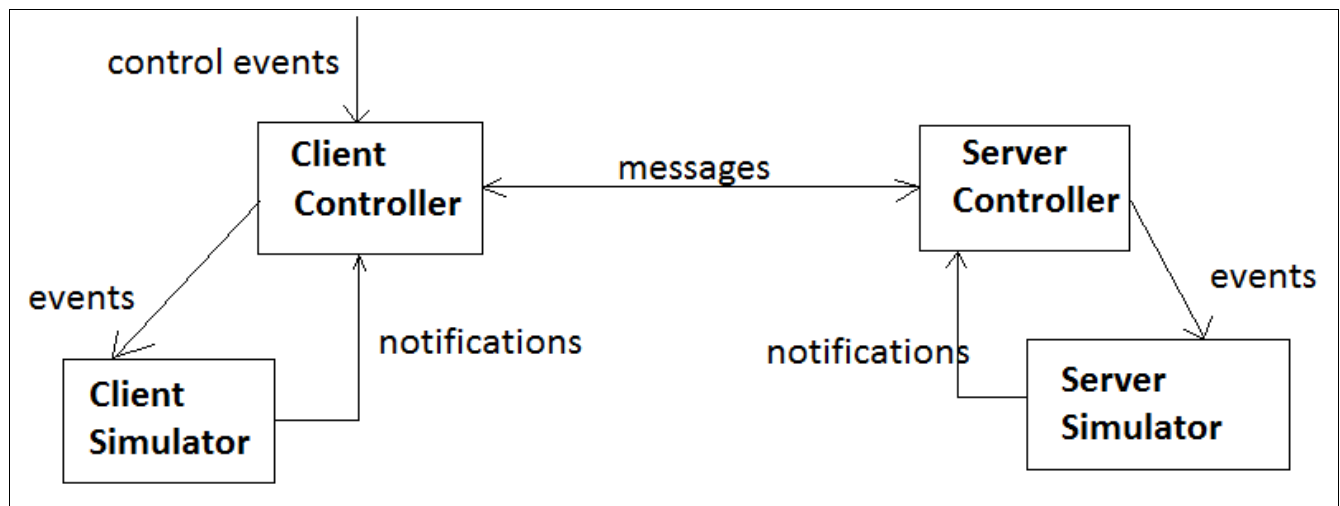 control events
Client
Controller
messages
Server
Controller
events
notifications
Client
Simulator
notifications
events
Server
Simulator